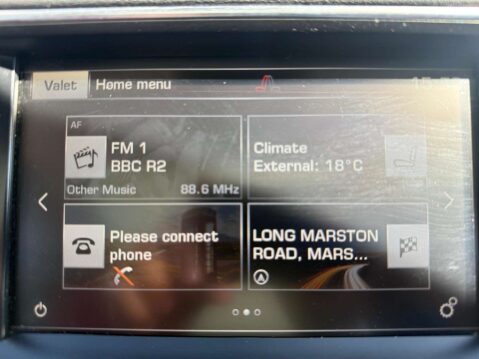 Valet Home menu
AF
FM 1
BBC R2
Other Music 88.6 MHz
Climate
External: 18°C
Please connect
phone
LONG MARSTON
ROAD, MARS...